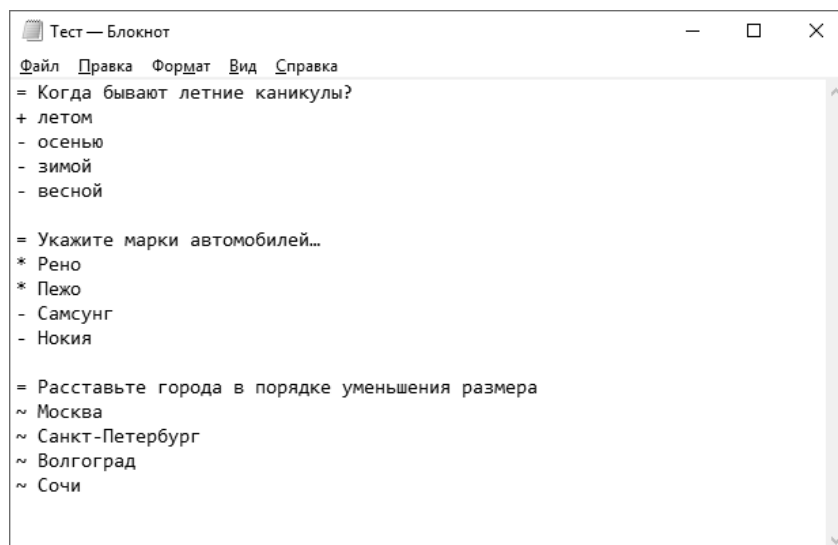 Тест — Блокнот
Файл Правка Формат Вид Справка
= Когда бывают летние каникулы?
+ летом
- осенью
- зимой
- весной
= Укажите марки автомобилей…
* Рено
* Пежо
- Самсунг
- Нокия
= Расставьте города в порядке уменьшения размера
~ Москва
~ Санкт-Петербург
~ Волгоград
~ Сочи